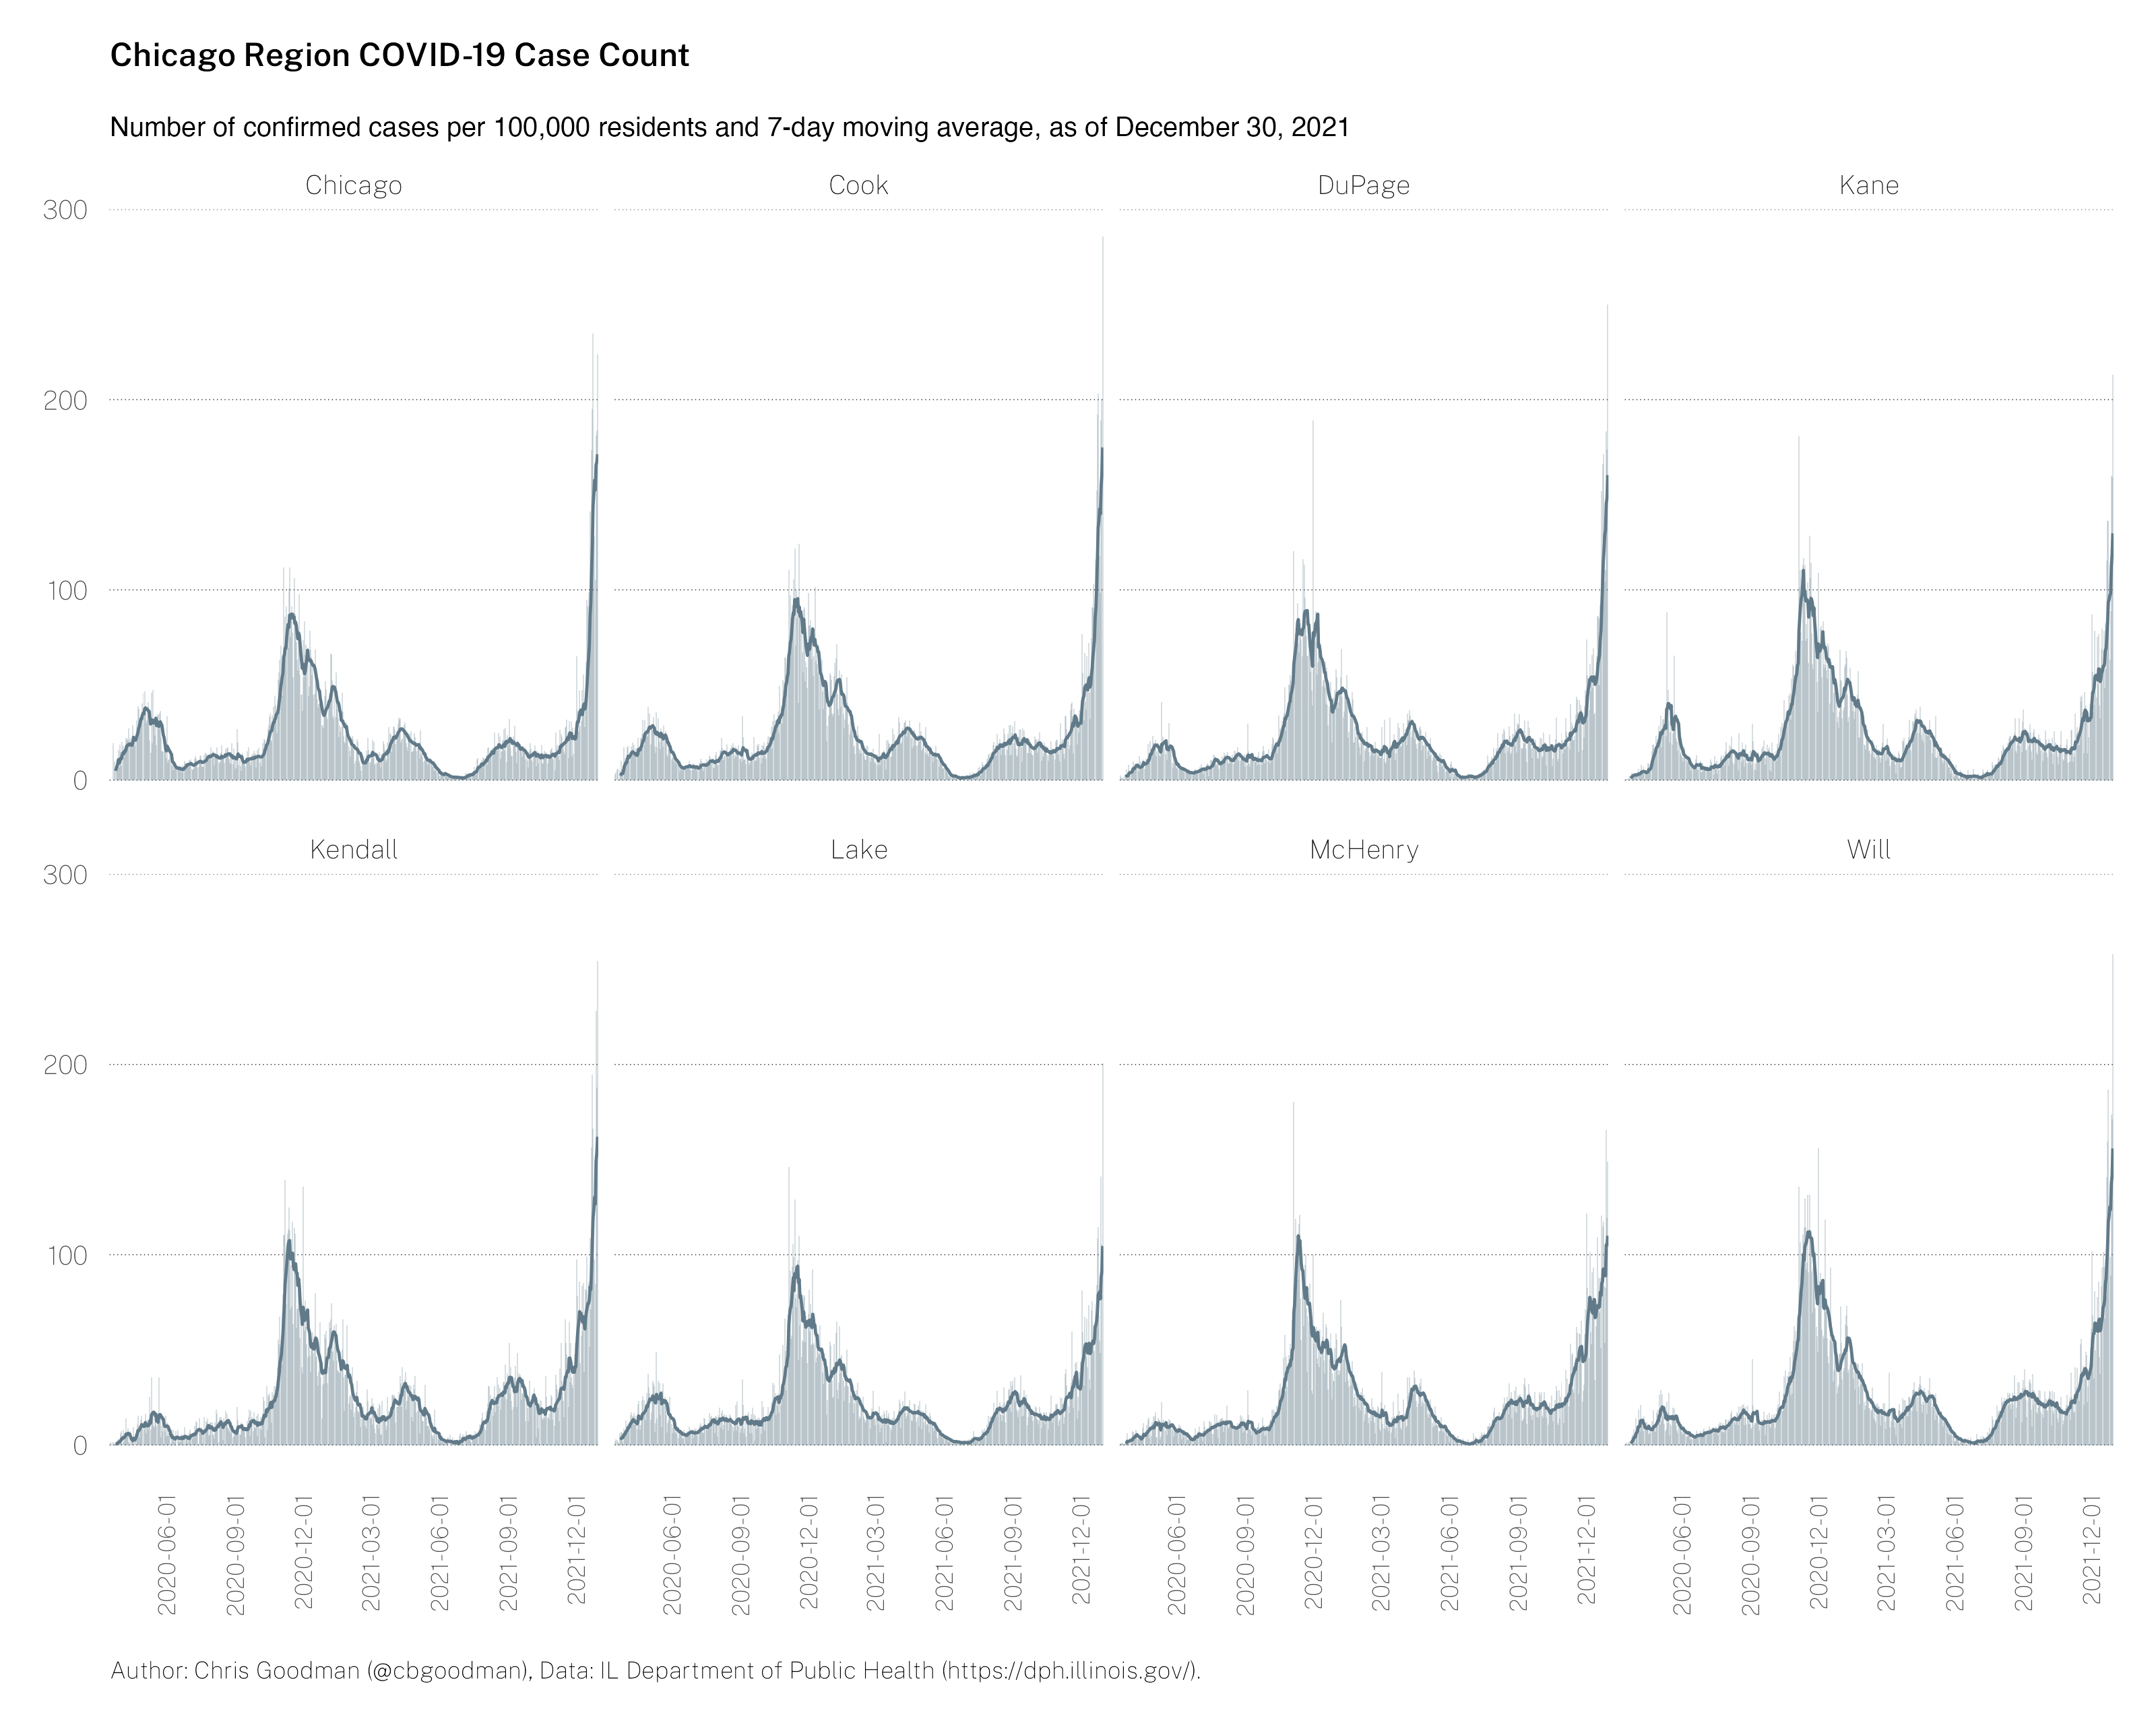 Chicago Region COVID-19 Case Count
Number of confirmed cases per 100,000 residents and 7-day moving average, as of December 30, 2021
Chicago Cook DuPage Kane
300
200
100
0
Kendall Lake McHenry Will
300
200
100
0
2020-06-01 2020-09-01 2020-12-01 2021-03-01 2021-06-01 2021-09-01 2021-12-01 2020-06-01 2020-09-01 2020-12-01 2021-03-01 2021-06-01 2021-09-01 2021-12-01 2020-06-01 2020-09-01 2020-12-01 2021-03-01 2021-06-01 2021-09-01 2021-12-01 2020-06-01 2020-09-01 2020-12-01 2021-03-01 2021-06-01 2021-09-01 2021-12-01
Author: Chris Goodman (@cbgoodman), Data: IL Department of Public Health (https://dph.illinois.gov/).